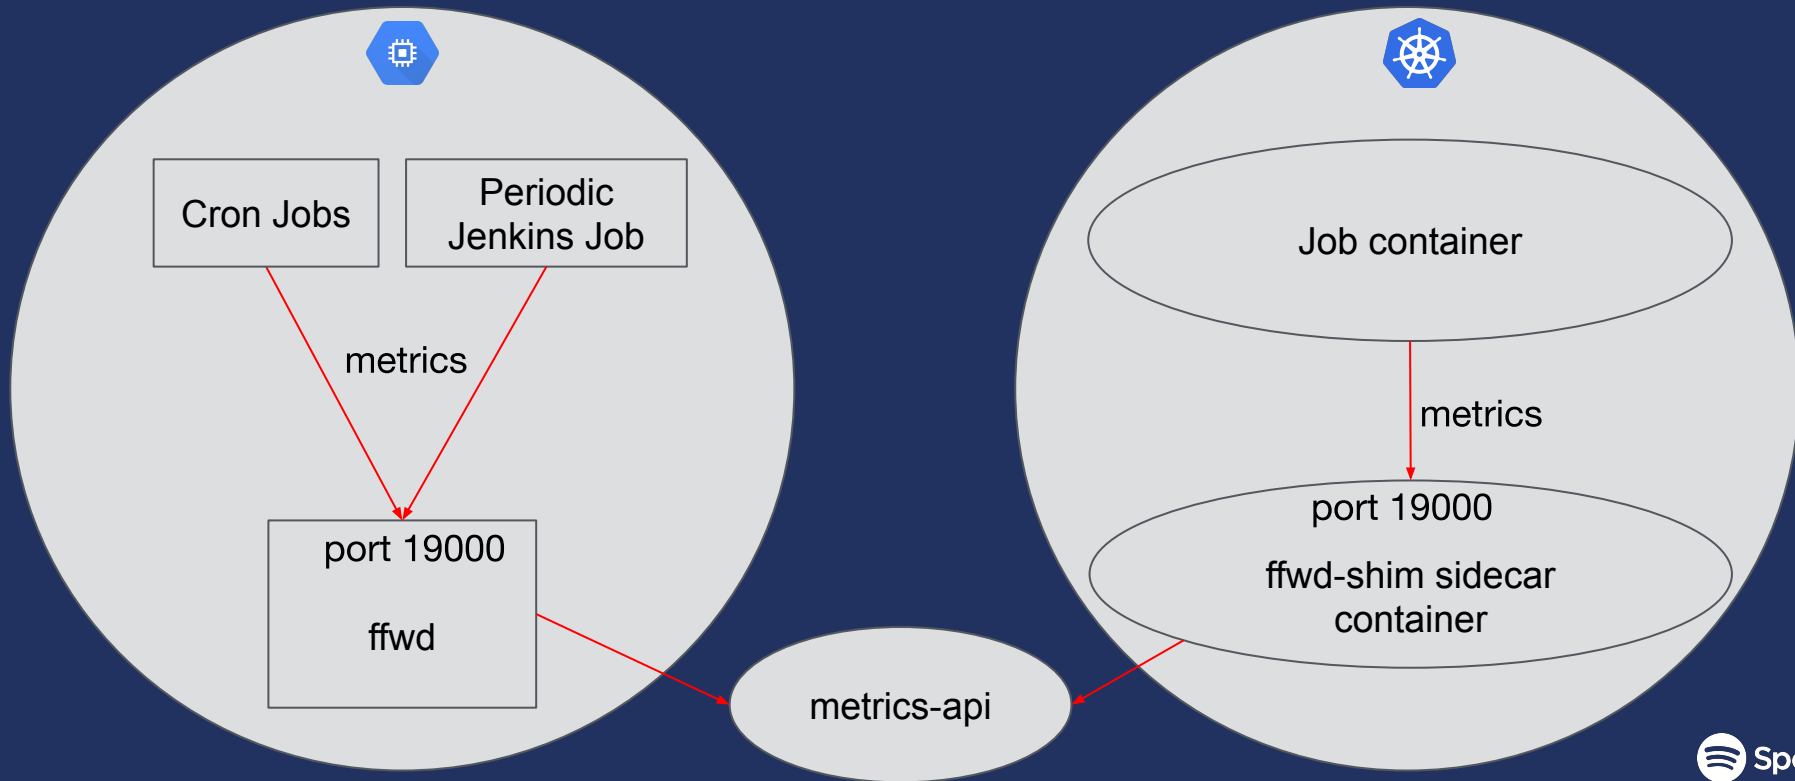 Cron Jobs
Periodic
Jenkins Job
metrics
port 19000
ffwd
Job container
metrics
port 19000
ffwd-shim sidecar
container
metrics-api